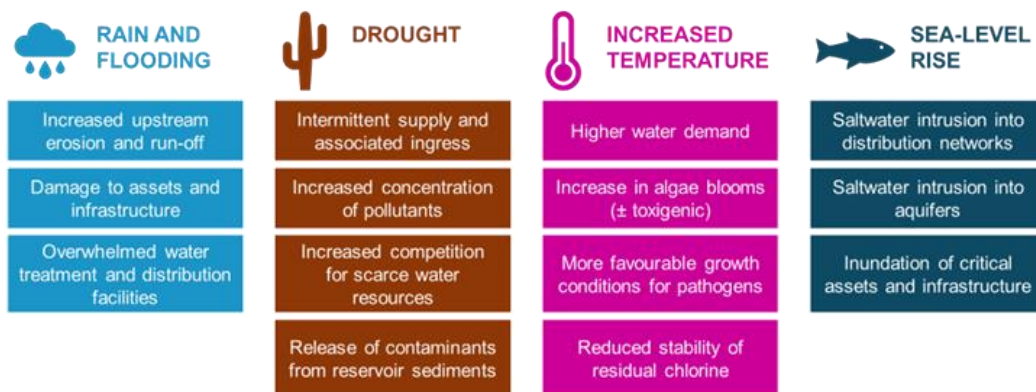 RAIN AND
FLOODING
Increased upstream
erosion and run-off
Damage to assets and
infrastructure
Overwhelmed water
treatment and distribution
facilities
DROUGHT
Intermittent supply and
associated ingress
Increased concentration
of pollutants
Increased competition
for scarce water
resources
Release of contaminants
from reservoir sediments
INCREASED
TEMPERATURE
Higher water demand
Increase in algae blooms
(± toxigenic)
More favourable growth
conditions for pathogens
Reduced stability of
residual chlorine
SEA-LEVEL
RISE
Saltwater intrusion into
distribution networks
Saltwater intrusion into
aquifers
Inundation of critical
assets and infrastructure